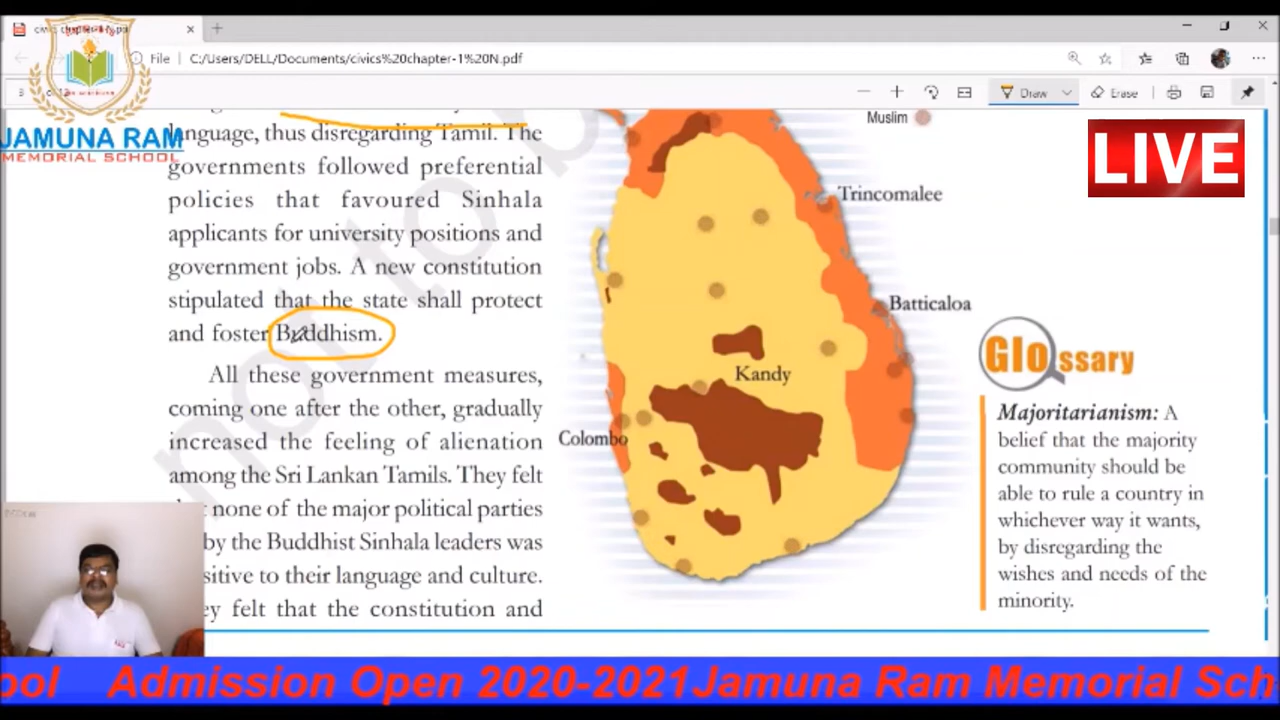 File
C:/Users/DELL/Documents/civics%20chapter-1%20N.pdf
Draw
Erase
JAMUNA RAM
MEMORIAL SCHOOL
LIVE
language, thus disregarding Tamil. The
governments followed preferential
policies that favoured Sinhala
applicants for university positions and
government jobs. A new constitution
stipulated that the state shall protect
and foster Buddhism.
All these government measures,
coming one after the other, gradually
increased the feeling of alienation
among the Sri Lankan Tamils. They felt
none of the major political parties
by the Buddhist Sinhala leaders was
sitive to their language and culture.
ey felt that the constitution and
Muslim
Trincomalee
Batticaloa
Kandy
Colombo
Glossary
Majoritarianism: A
belief that the majority
community should be
able to rule a country in
whichever way it wants,
by disregarding the
wishes and needs of the
minority.
ool Admission Open 2020-2021Jamuna Ram Memorial Sch